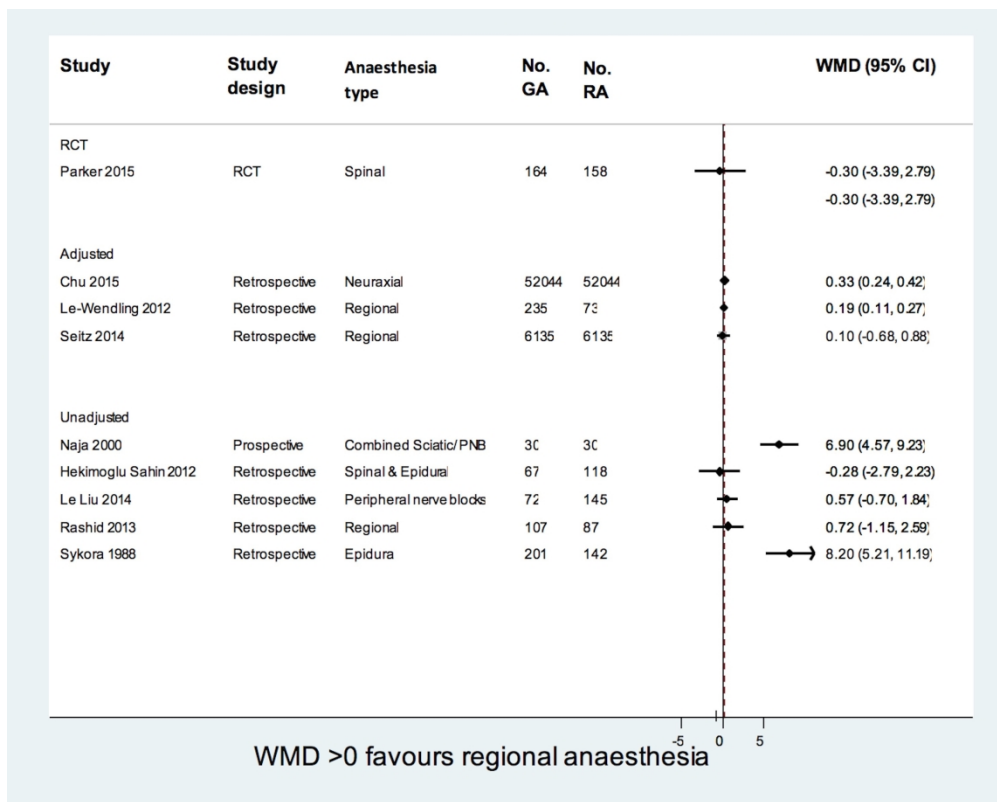 Study Study design Anaesthesia type No. GA No. RA WMD (95% CI)
RCT
Parker 2015 RCT Spinal 164 158 -0.30 (-3.39, 2.79)
-0.30 (-3.39, 2.79)
Adjusted
Chu 2015 Retrospective Neuraxial 52044 52044 0.33 (0.24, 0.42)
Le-Wendling 2012 Retrospective Regional 235 73 0.19 (0.11, 0.27)
Seitz 2014 Retrospective Regional 6135 6135 0.10 (-0.68, 0.88)
Unadjusted
Naja 2000 Prospective Combined Sciatic/PNB 30 30 6.90 (4.57, 9.23)
Hekimoglu Sahin 2012 Retrospective Spinal & Epidural 67 118 -0.28 (-2.79, 2.23)
Le Liu 2014 Retrospective Peripheral nerve blocks 72 145 0.57 (-0.70, 1.84)
Rashid 2013 Retrospective Regional 107 87 0.72 (-1.15, 2.59)
Sykora 1988 Retrospective Epidura 201 142 8.20 (5.21, 11.19)
-5 0 5
WMD >0 favours regional anaesthesia